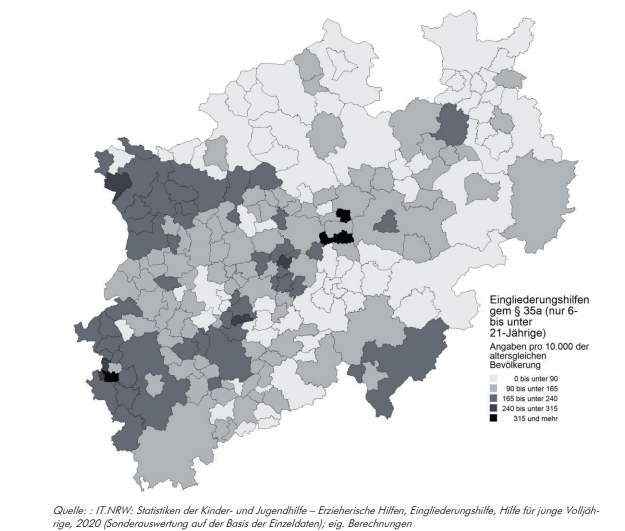 Eingliederungshilfen
gem § 35a (nur 6-
bis unter
21-Jährige)
Angaben pro 10.000 der
altersgleichen
Bevölkerung
0 bis unter 90
90 bis unter 165
165 bis unter 240
240 bis unter 315
315 und mehr
Quelle: : IT.NRW: Statistiken der Kinder- und Jugendhilfe – Erzieherische Hilfen, Eingliederungshilfe, Hilfe für junge Volljäh-
rige, 2020 (Sonderauswertung auf der Basis der Einzeldaten); eig. Berechnungen